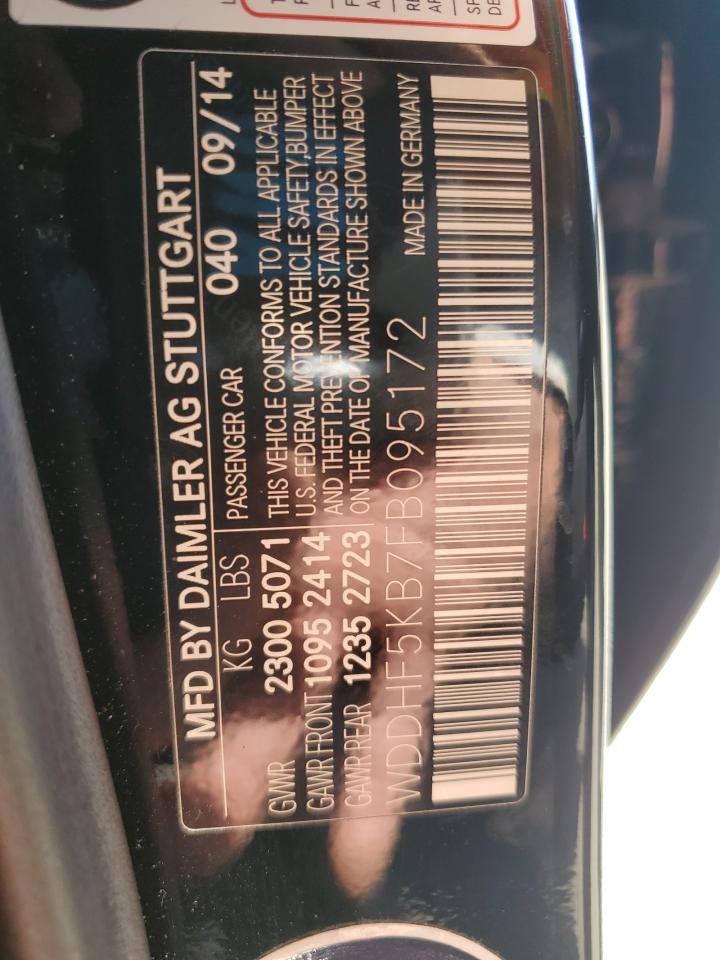 MFD BY DAIMLER AG STUTTGART
KG LBS PASSENGER CAR 040 09/14
GVWR 2300 5071 THIS VEHICLE CONFORMS TO ALL APPLICABLE
GAWR FRONT 1095 2414 U.S. FEDERAL MOTOR VEHICLE SAFETY,BUMPER
GAWR REAR 1235 2723 AND THEFT PREVENTION STANDARDS IN EFFECT
ON THE DATE OF MANUFACTURE SHOWN ABOVE
WDDHF5KB7FB095172 MADE IN GERMANY